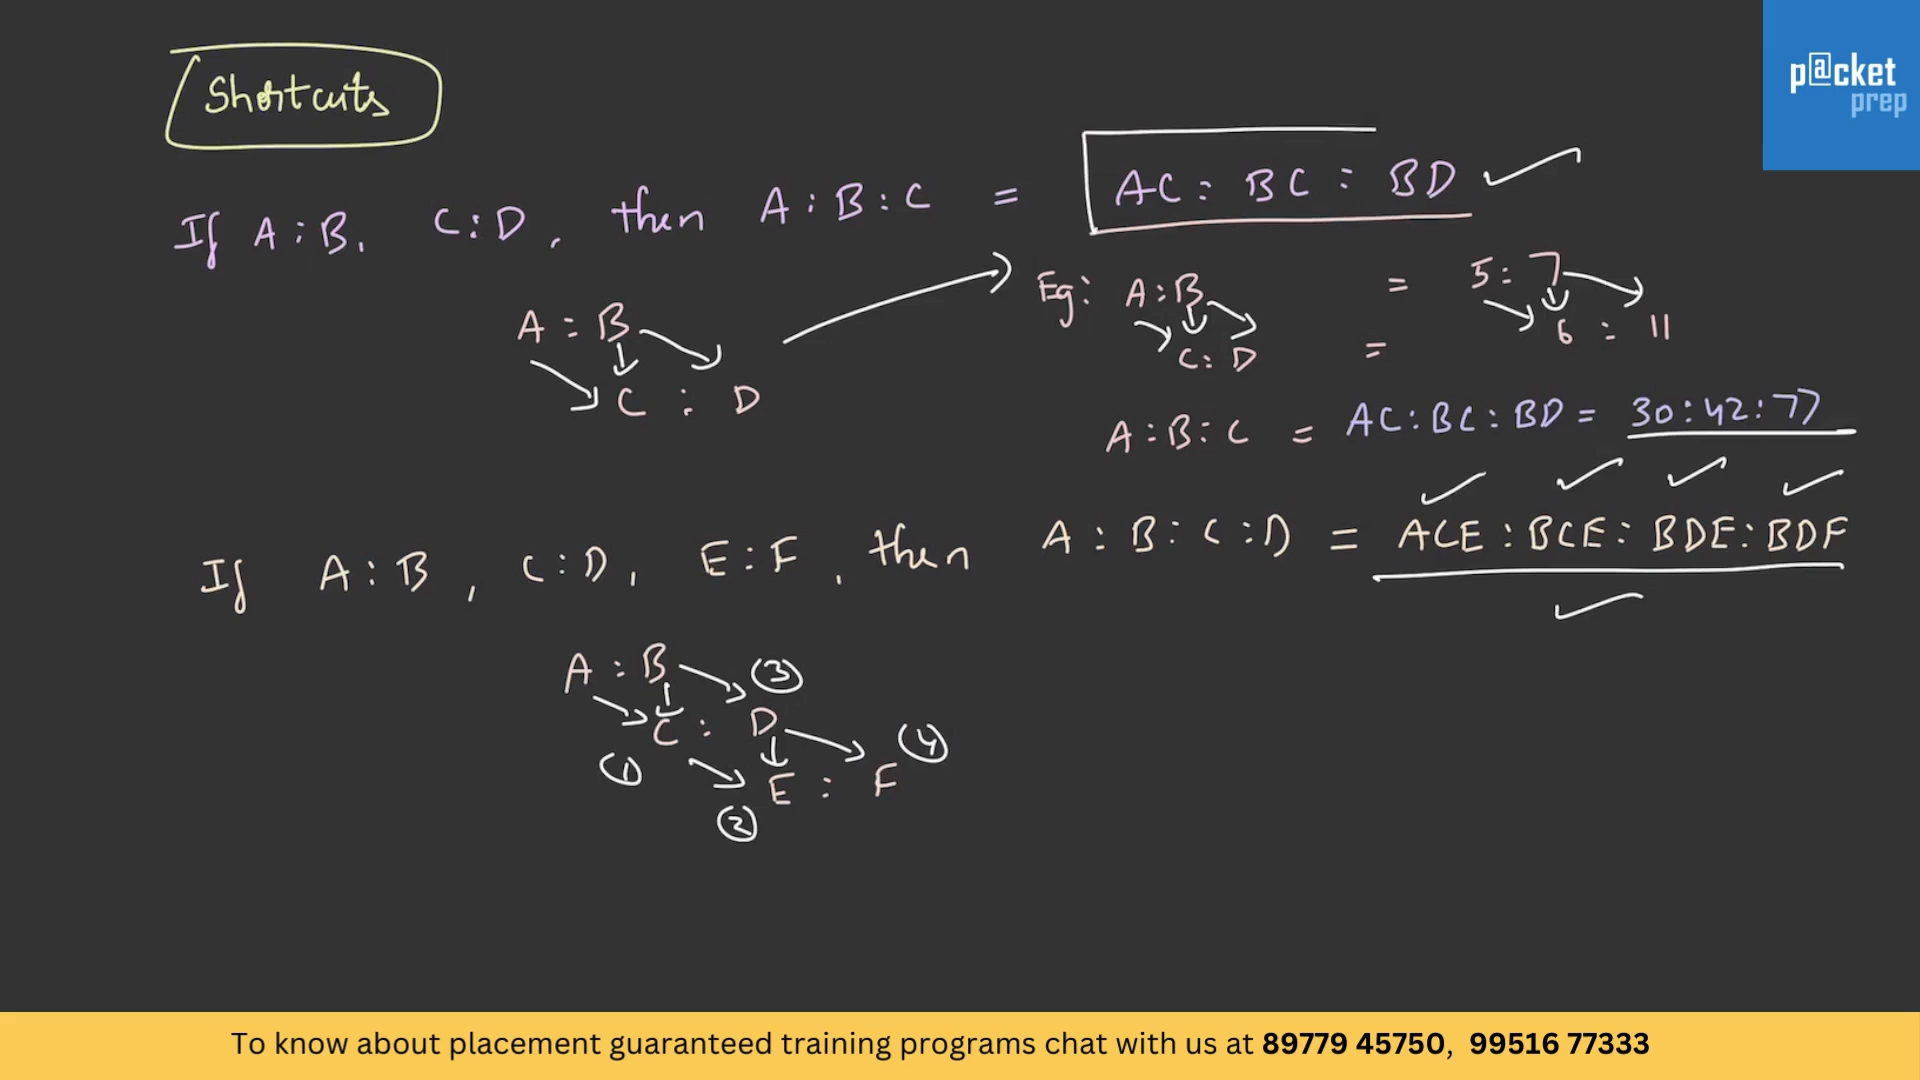 Shortcuts
p@cket
prep
If A:B, C:D, then A:B:C = AC: BC: BD
A:B
C:D
Eg: A:B = 5:7
C:D = 6:11
A:B:C = AC:BC:BD = 30:42:77
If A:B, C:D, E:F, then A:B:C:D = ACE:BCE:BDE:BDF
A:B (3)
C:D (4)
(1) E:F
(2)
To know about placement guaranteed training programs chat with us at 89779 45750, 99516 77333